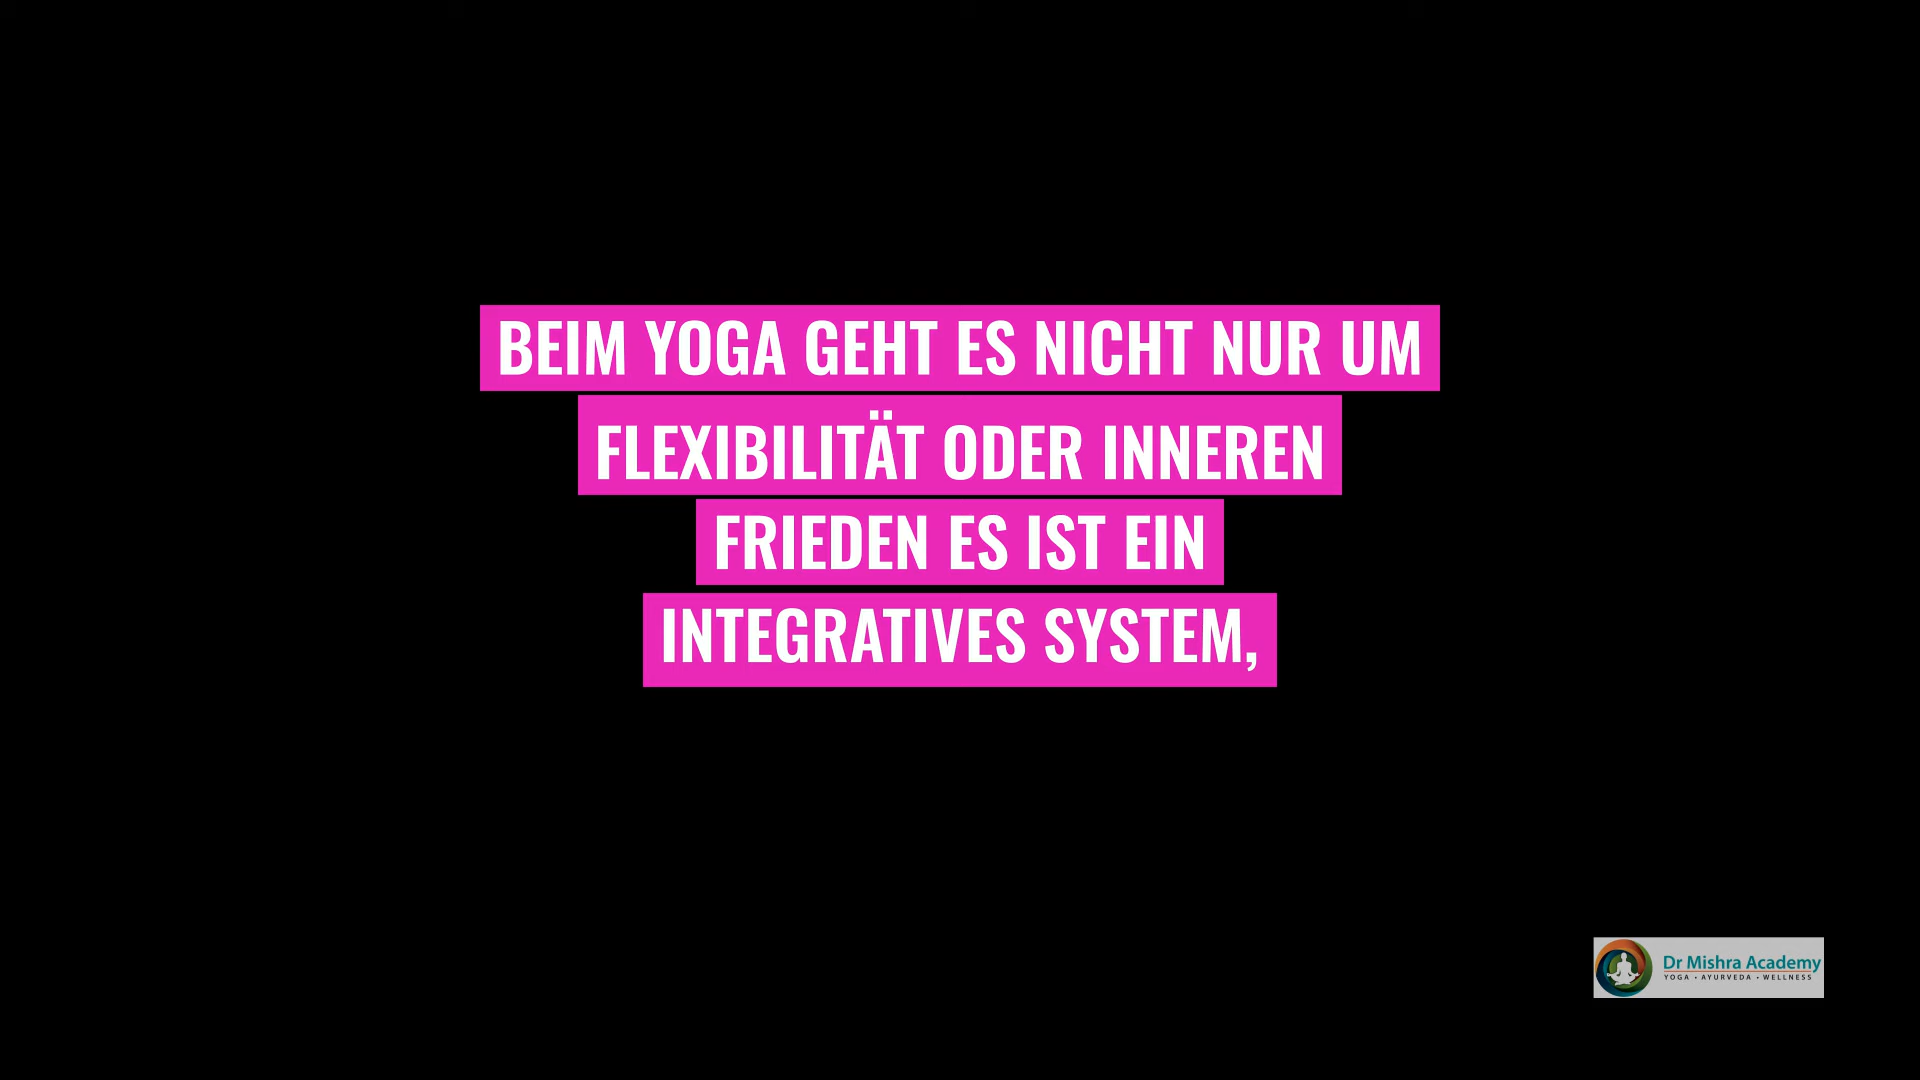 BEIM YOGA GEHT ES NICHT NUR UM
FLEXIBILITÄT ODER INNEREN
FRIEDEN ES IST EIN
INTEGRATIVES SYSTEM,
Dr Mishra Academy
YOGA • AYURVEDA • WELLNESS